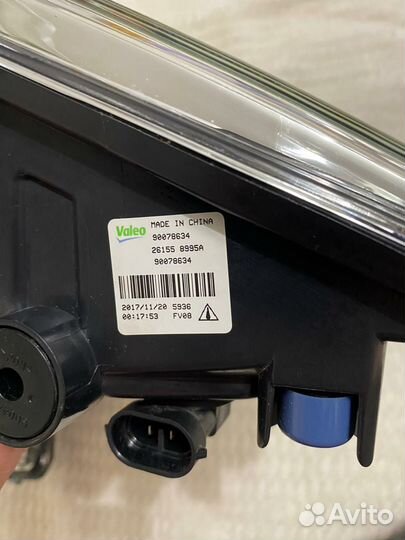 Valeo MADE IN CHINA
90078634
26155 8995A
90078634
2017/11/20 5936
00:17:53 FV08
Avito